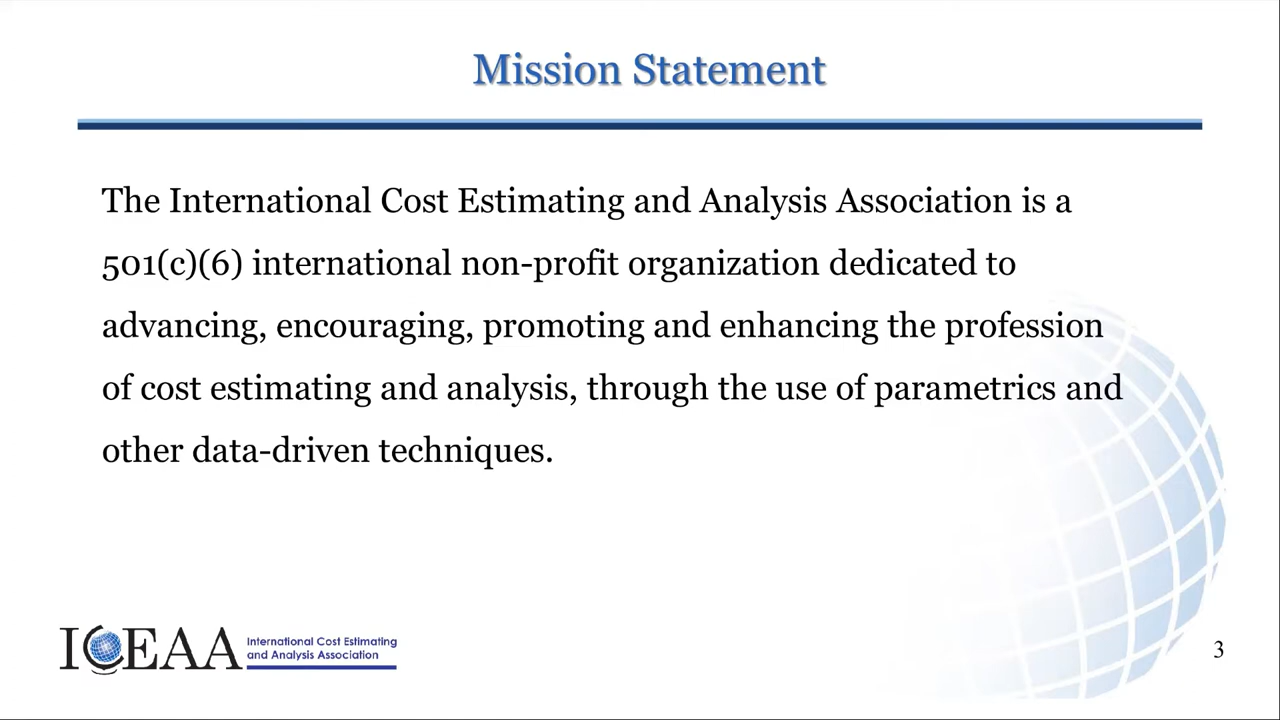 Mission Statement
The International Cost Estimating and Analysis Association is a
501(c)(6) international non-profit organization dedicated to
advancing, encouraging, promoting and enhancing the profession
of cost estimating and analysis, through the use of parametrics and
other data-driven techniques.
ICEAA
International Cost Estimating
and Analysis Association
3